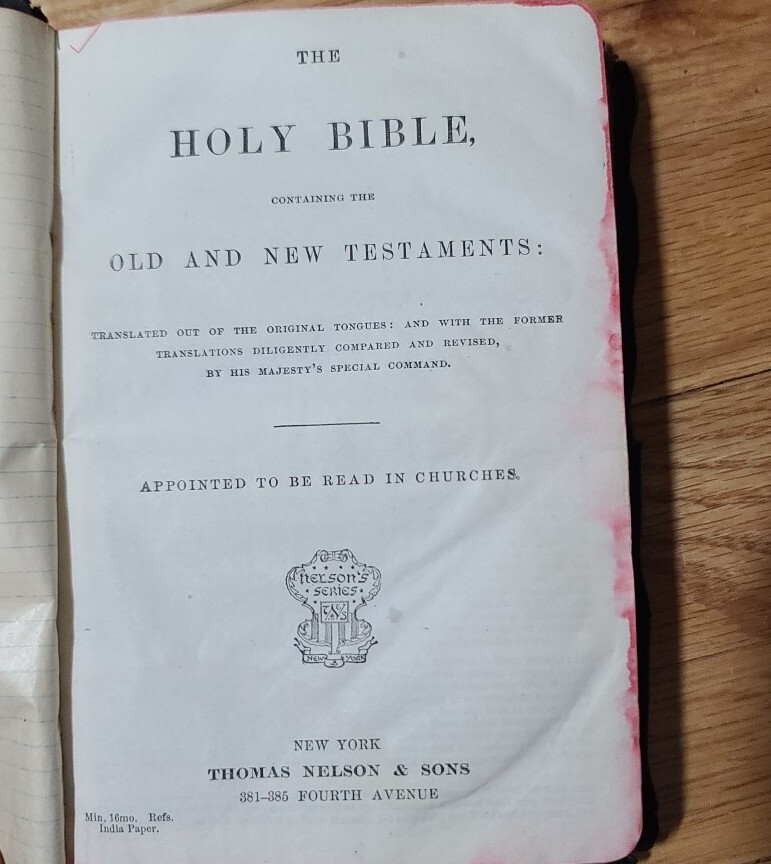 THE
HOLY BIBLE,
CONTAINING THE
OLD AND NEW TESTAMENTS:
TRANSLATED OUT OF THE ORIGINAL TONGUES: AND WITH THE FORMER
TRANSLATIONS DILIGENTLY COMPARED AND REVISED,
BY HIS MAJESTY'S SPECIAL COMMAND.
APPOINTED TO BE READ IN CHURCHES.
NELSON'S
SERIES
NEW YORK
NEW YORK
THOMAS NELSON & SONS
381–385 FOURTH AVENUE
Min. 16mo. Refs.
India Paper.